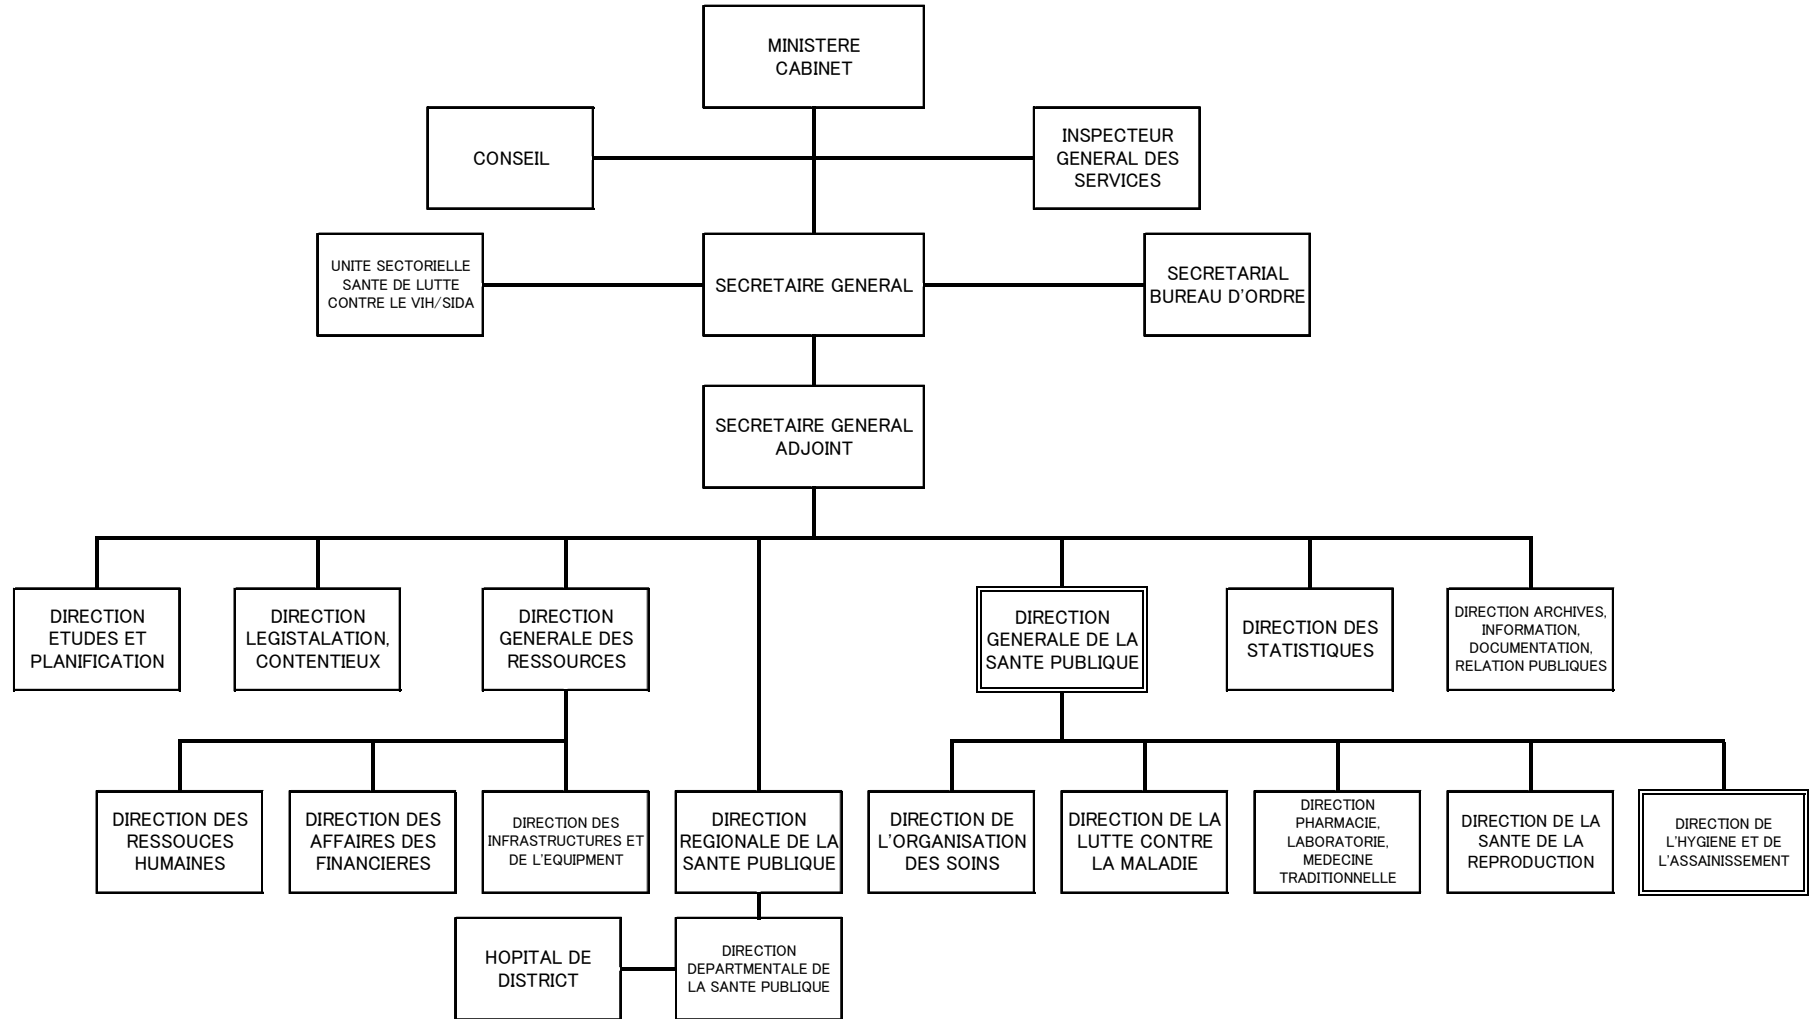 MINISTERE
CABINET
CONSEIL
INSPECTEUR
GENERAL DES
SERVICES
UNITE SECTORIELLE
SANTE DE LUTTE
CONTRE LE VIH/SIDA
SECRETAIRE GENERAL
SECRETARIAL
BUREAU D'ORDRE
SECRETAIRE GENERAL
ADJOINT
DIRECTION
ETUDES ET
PLANIFICATION
DIRECTION
LEGISTALATION,
CONTENTIEUX
DIRECTION
GENERALE DES
RESSOURCES
DIRECTION
GENERALE DE LA
SANTE PUBLIQUE
DIRECTION DES
STATISTIQUES
DIRECTION ARCHIVES,
INFORMATION,
DOCUMENTATION,
RELATION PUBLIQUES
DIRECTION DES
RESSOUCES
HUMAINES
DIRECTION DES
AFFAIRES DES
FINANCIERES
DIRECTION DES
INFRASTRUCTURES ET
DE L'EQUIPMENT
DIRECTION
REGIONALE DE LA
SANTE PUBLIQUE
DIRECTION DE
L'ORGANISATION
DES SOINS
DIRECTION DE LA
LUTTE CONTRE
LA MALADIE
DIRECTION
PHARMACIE,
LABORATORIE,
MEDECINE
TRADITIONNELLE
DIRECTION DE LA
SANTE DE LA
REPRODUCTION
DIRECTION DE
L'HYGIENE ET DE
L'ASSAINISSEMENT
HOPITAL DE
DISTRICT
DIRECTION
DEPARTMENTALE DE
LA SANTE PUBLIQUE